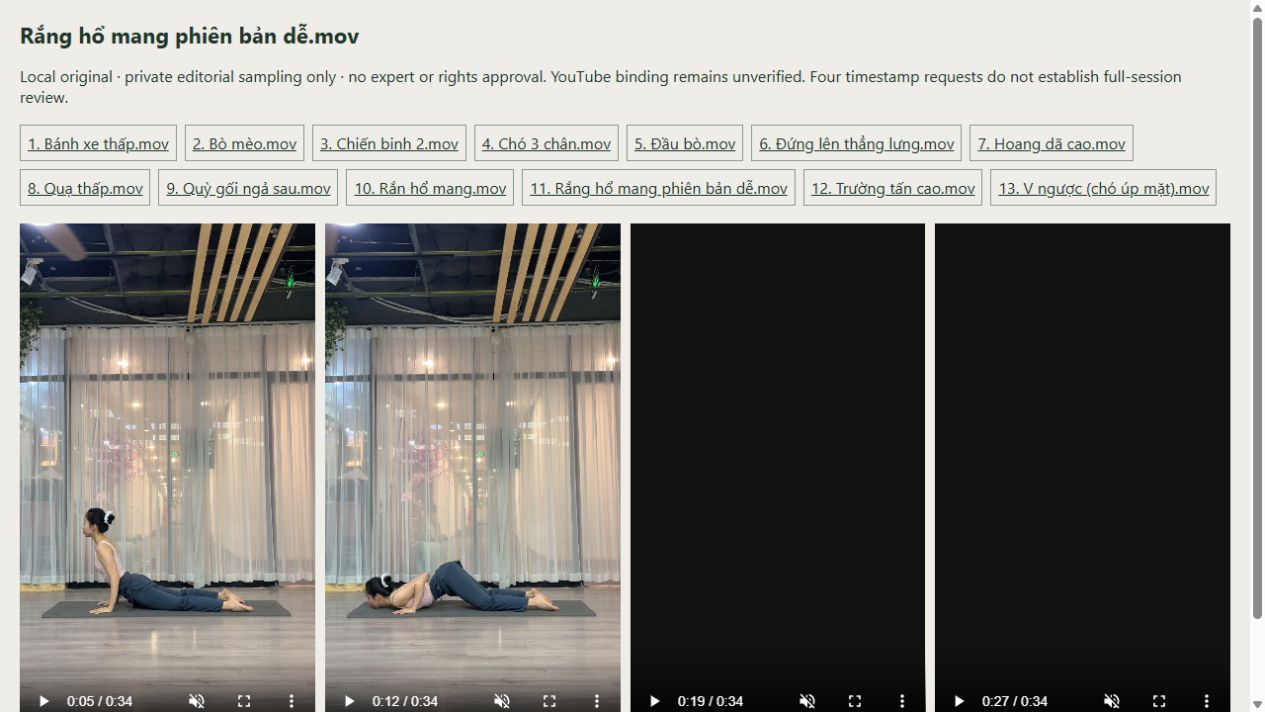 Rắng hổ mang phiên bản dễ.mov
Local original · private editorial sampling only · no expert or rights approval. YouTube binding remains unverified. Four timestamp requests do not establish full-session
review.
1. Bánh xe thấp.mov 2. Bò mèo.mov 3. Chiến binh 2.mov 4. Chó 3 chân.mov 5. Đầu bò.mov 6. Đứng lên thẳng lưng.mov 7. Hoang dã cao.mov
8. Quạ thấp.mov 9. Quỳ gối ngả sau.mov 10. Rắn hổ mang.mov 11. Rắng hổ mang phiên bản dễ.mov 12. Trường tấn cao.mov 13. V ngược (chó úp mặt).mov
0:05 / 0:34 0:12 / 0:34 0:19 / 0:34 0:27 / 0:34